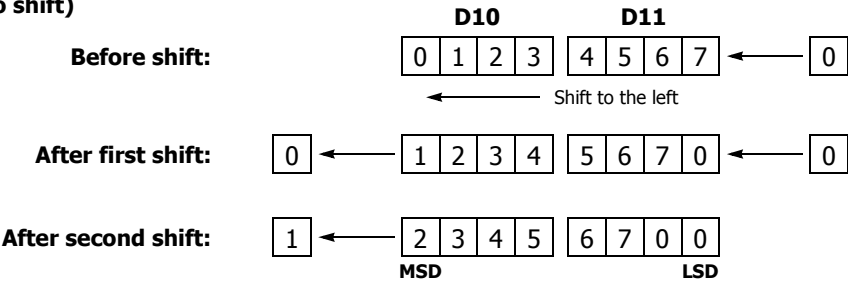 shift)
D10 D11
Before shift: 0 1 2 3 4 5 6 7 0
Shift to the left
After first shift: 0 1 2 3 4 5 6 7 0 0
After second shift: 1 2 3 4 5 6 7 0 0
MSD LSD